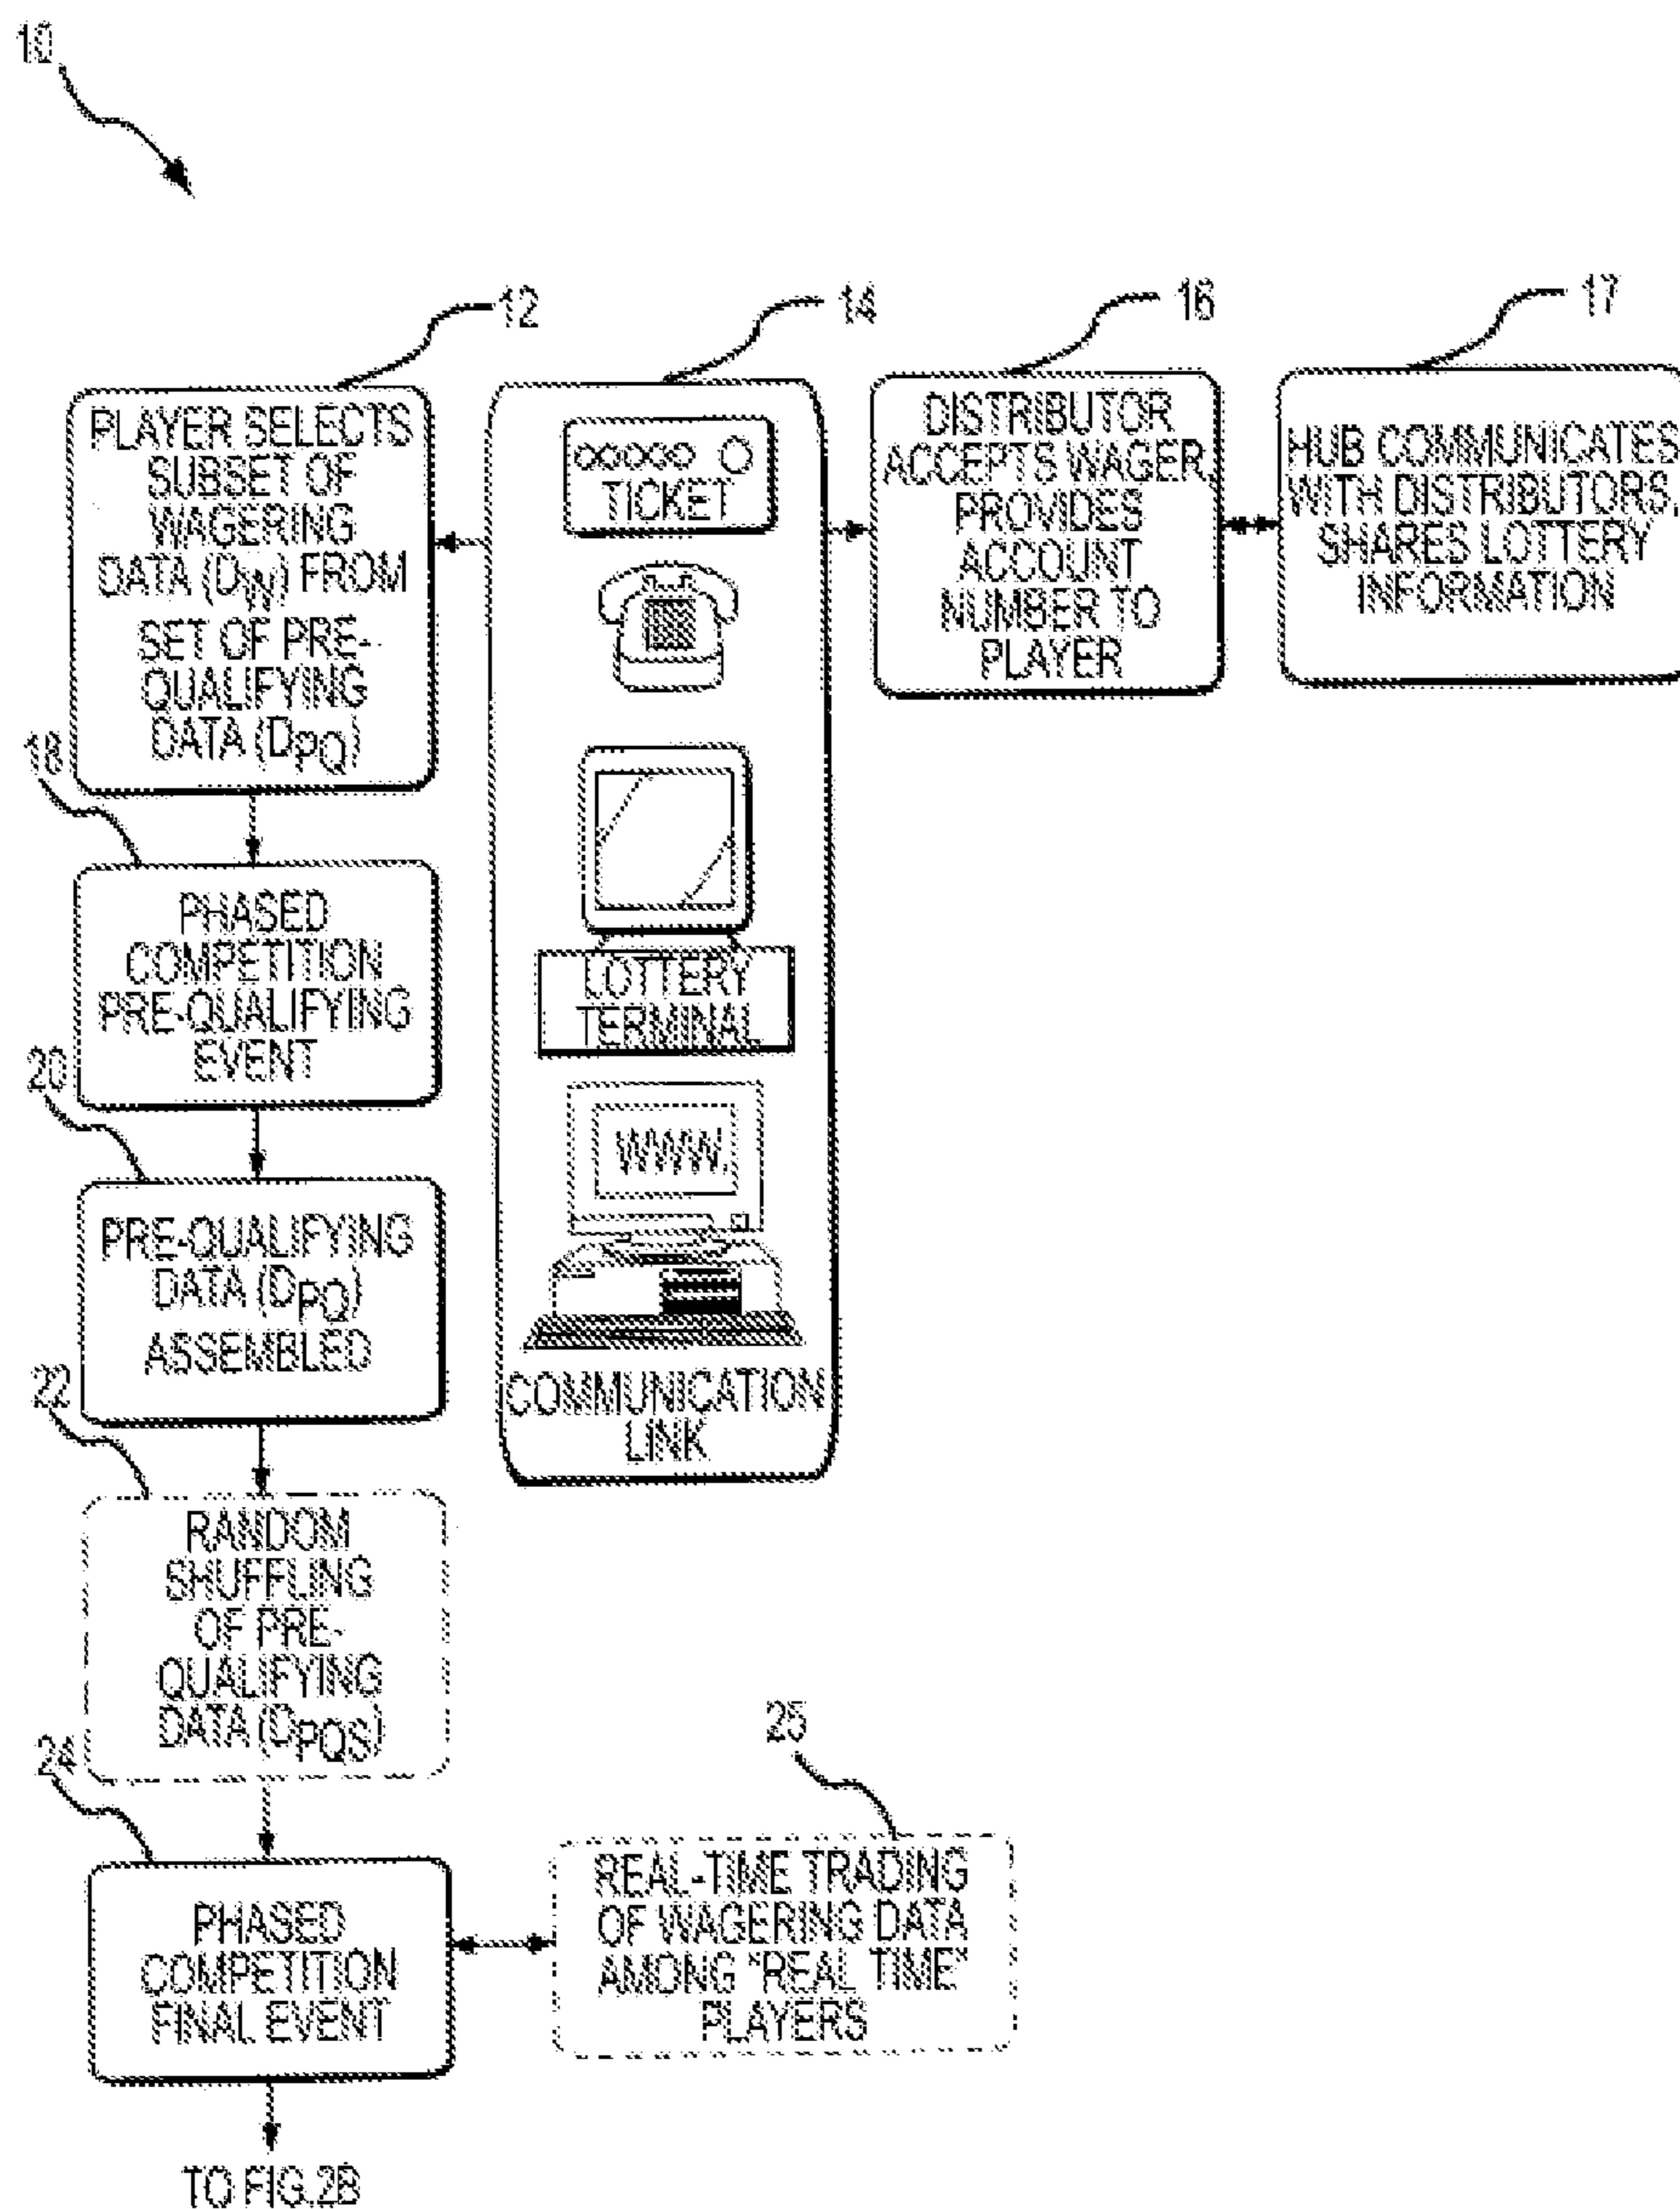 10
12
14
16
17
PLAYER SELECTS
SUBSET OF
WAGERING
DATA (DW) FROM
SET OF PRE-
QUALIFYING
DATA (DPQ)
TICKET
LOTTERY
TERMINAL
WWW.
COMMUNICATION
LINK
DISTRIBUTOR
ACCEPTS WAGER,
PROVIDES
ACCOUNT
NUMBER TO
PLAYER
HUB COMMUNICATES
WITH DISTRIBUTORS,
SHARES LOTTERY
INFORMATION
18
PHASED
COMPETITION
PRE-QUALIFYING
EVENT
20
PRE-QUALIFYING
DATA (DPQ)
ASSEMBLED
22
RANDOM
SHUFFLING
OF PRE-
QUALIFYING
DATA (DPQS)
24
PHASED
COMPETITION
FINAL EVENT
25
REAL-TIME TRADING
OF WAGERING DATA
AMONG "REAL TIME"
PLAYERS
TO FIG.2B